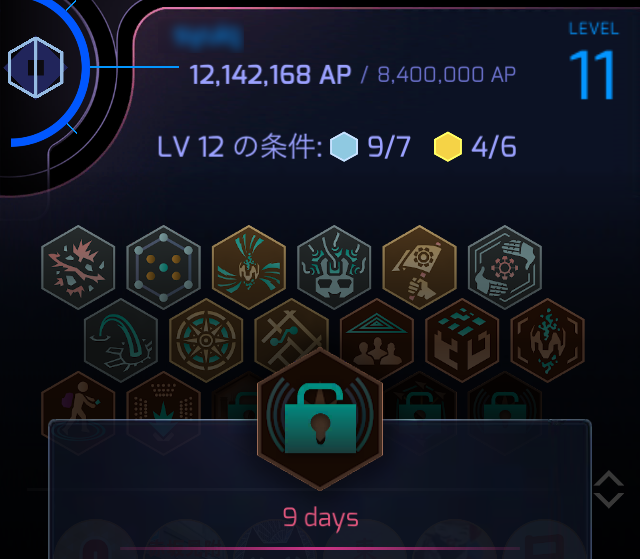 LEVEL
11
12,142,168 AP / 8,400,000 AP
LV 12 の条件: 9/7 4/6
9 days